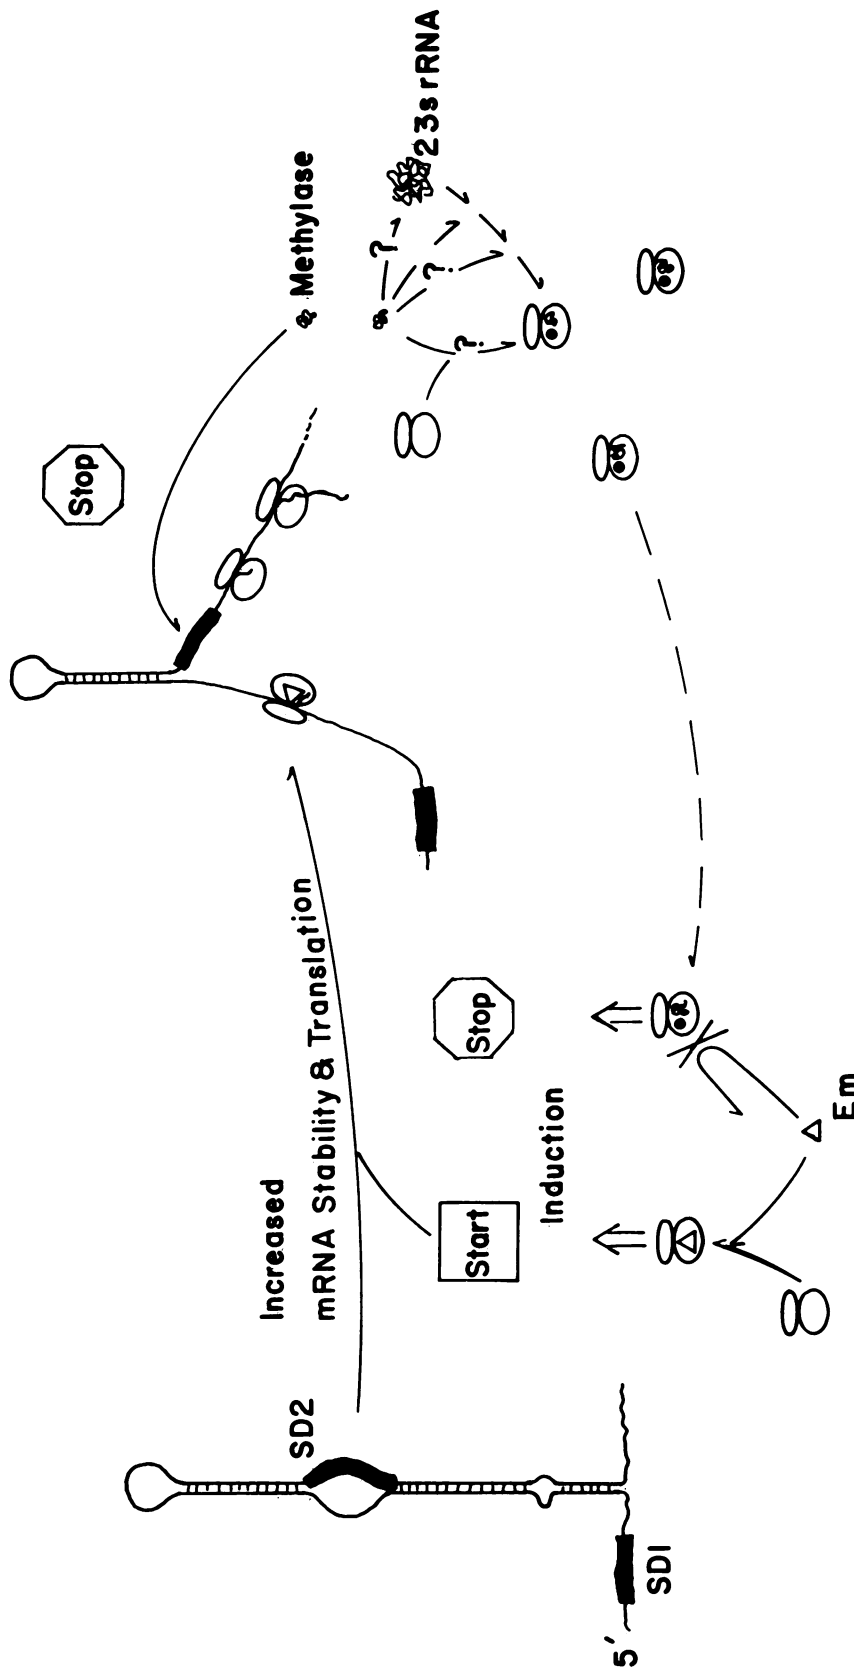 5'
SD1
SD2
Increased
mRNA Stability & Translation
Start
Induction
Stop
Em
Stop
Methylase
?
?
?
23s rRNA